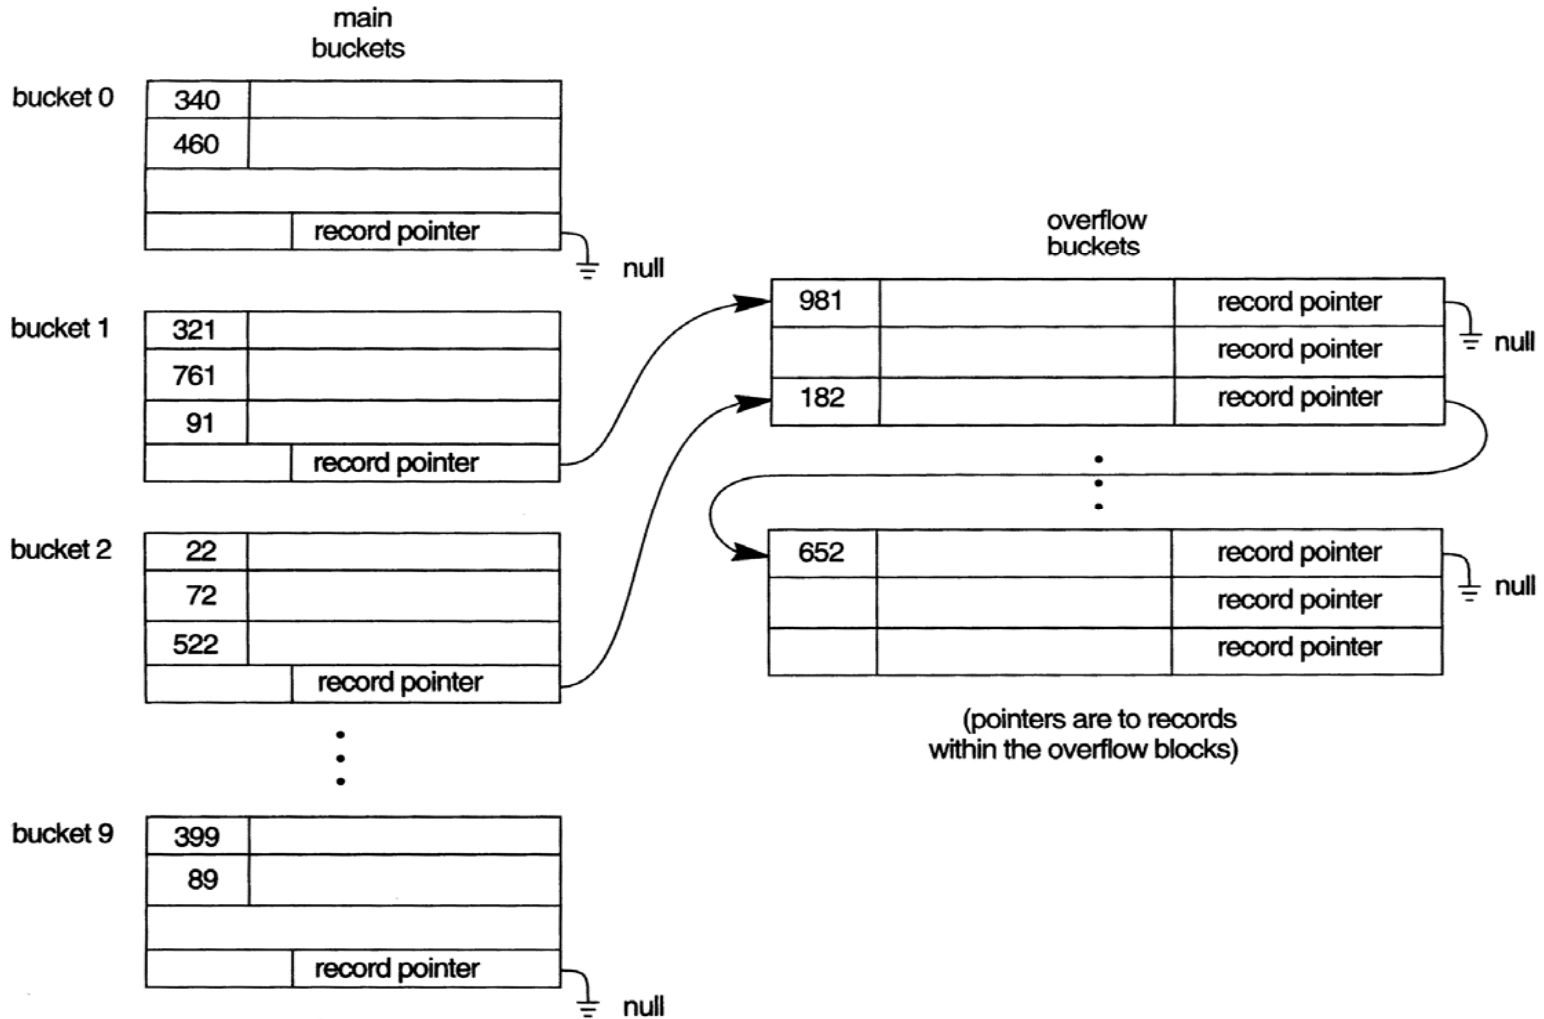 main
buckets
bucket 0
340
460
record pointer
null
bucket 1
321
761
91
record pointer
bucket 2
22
72
522
record pointer
bucket 9
399
89
record pointer
null
overflow
buckets
981 record pointer
null
record pointer
182 record pointer
652 record pointer
null
record pointer
record pointer
(pointers are to records
within the overflow blocks)